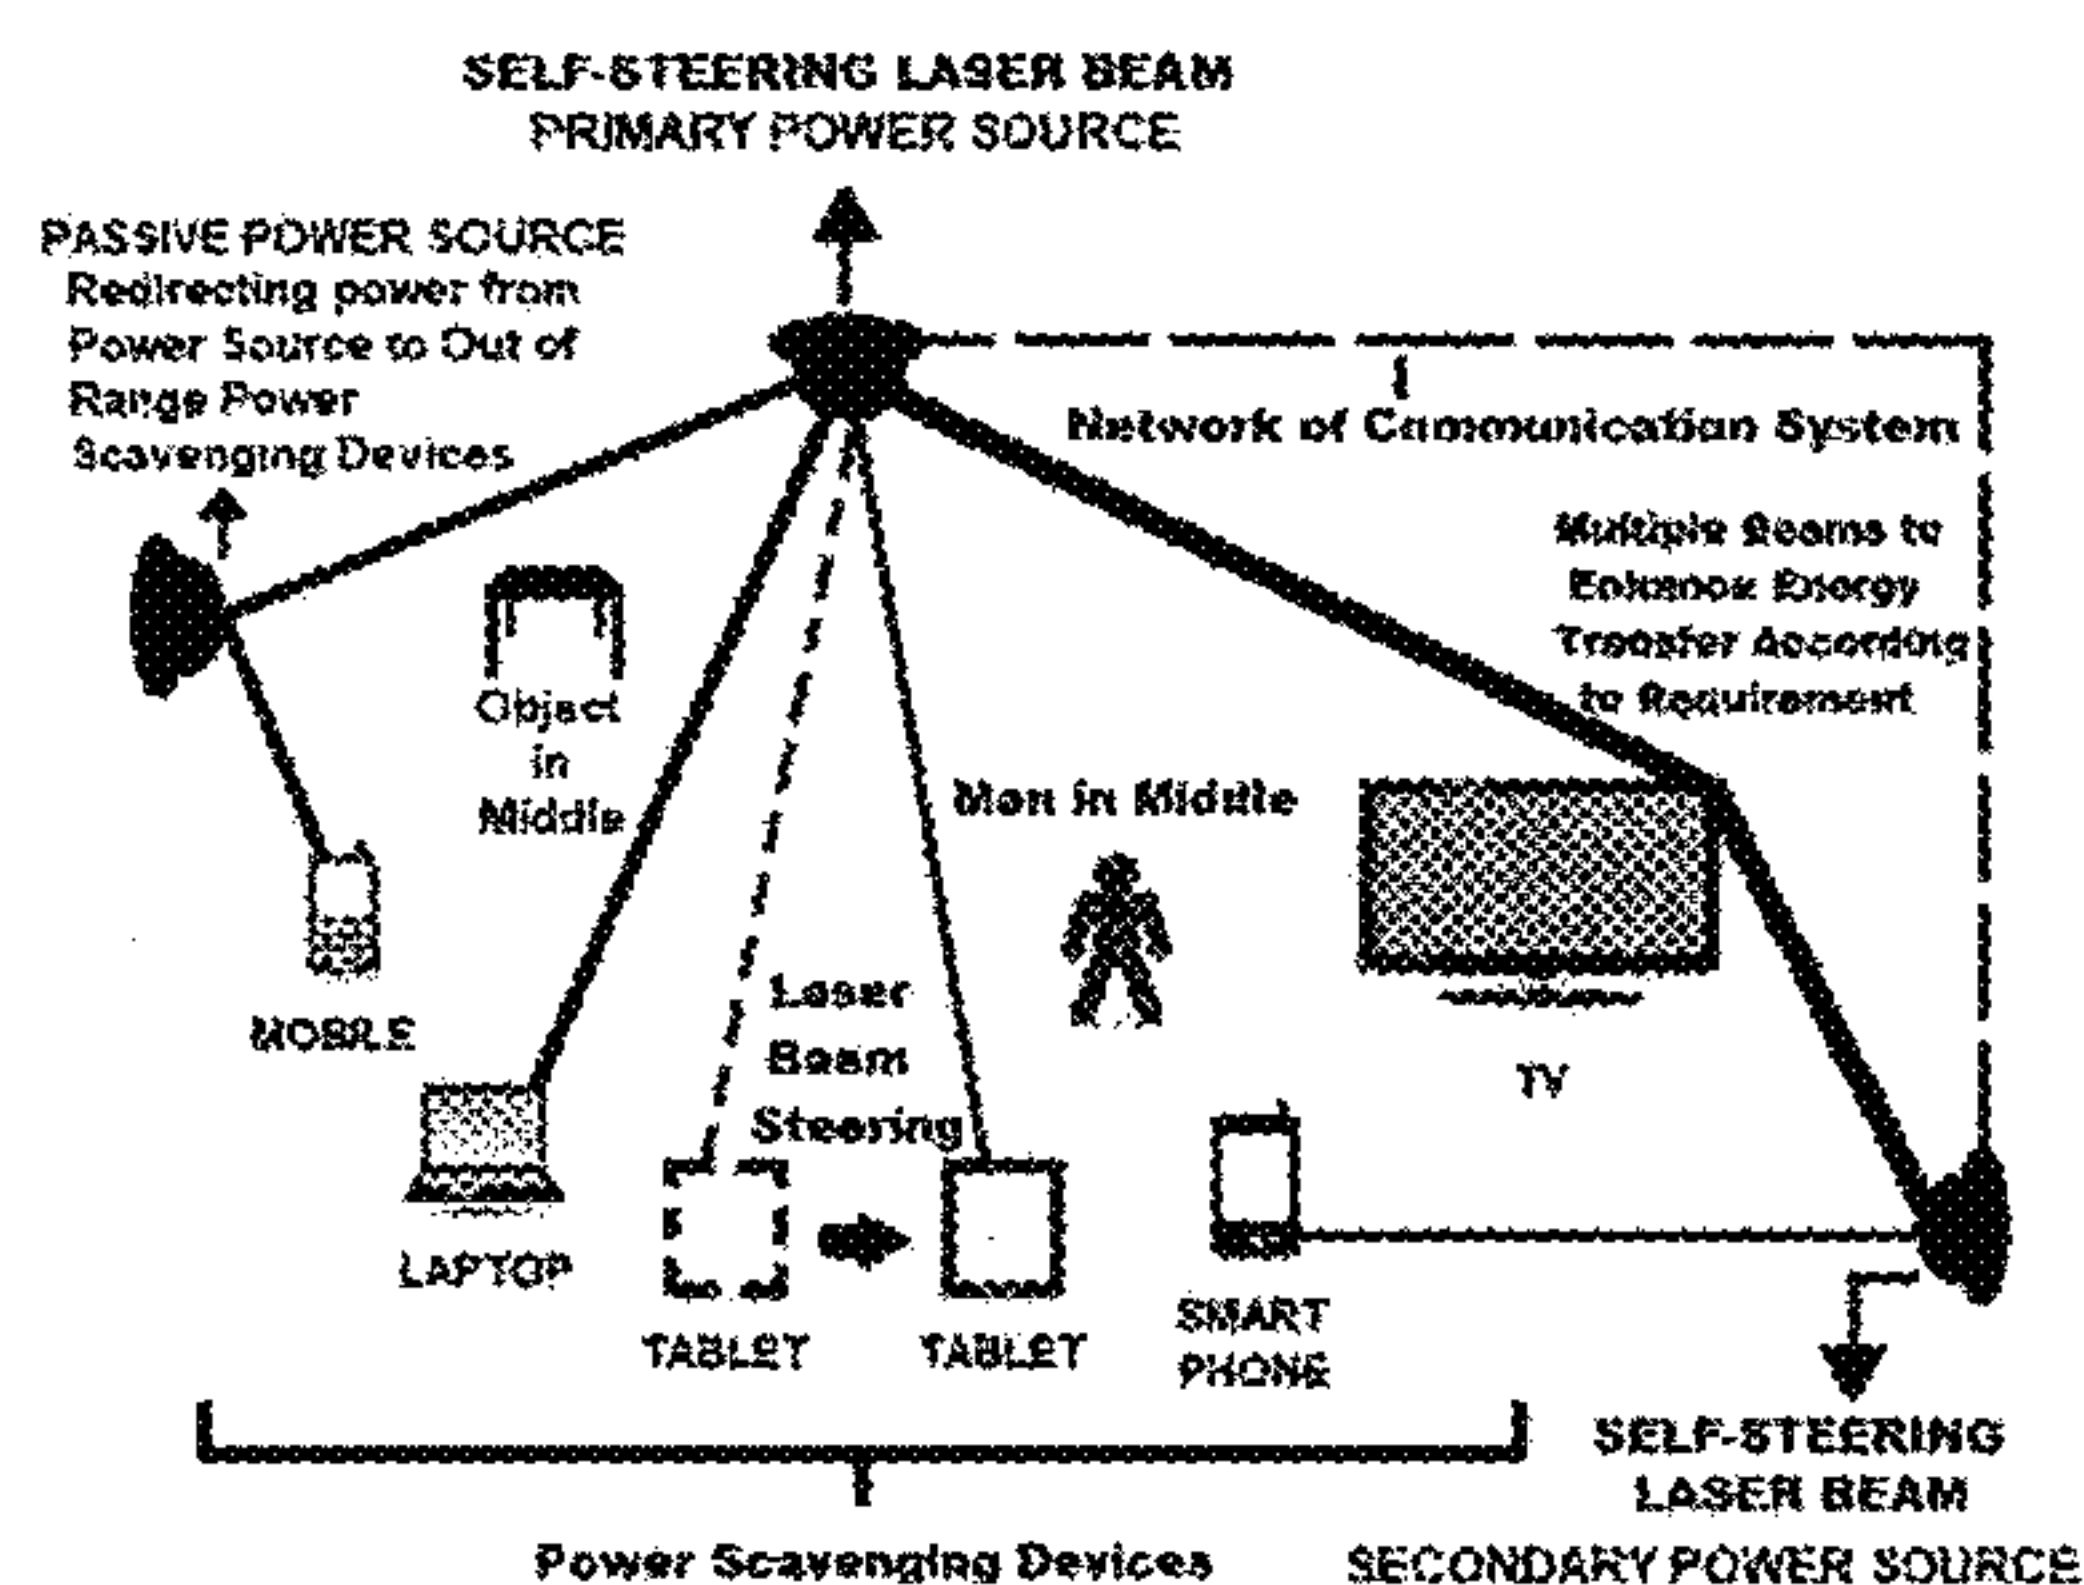 SELF-STEERING LASER BEAM
PRIMARY POWER SOURCE
PASSIVE POWER SOURCE
Redirecting power from
Power Source to Out of
Range Power
Scavenging Devices
Network of Communication System
Multiple Beams to
Enhance Energy
Transfer According
to Requirement
Object
in
Middle
Man in Middle
Laser
Beam
Steering
MOBILE
TV
LAPTOP
TABLET
TABLET
SMART
PHONE
SELF-STEERING
LASER BEAM
SECONDARY POWER SOURCE
Power Scavenging Devices